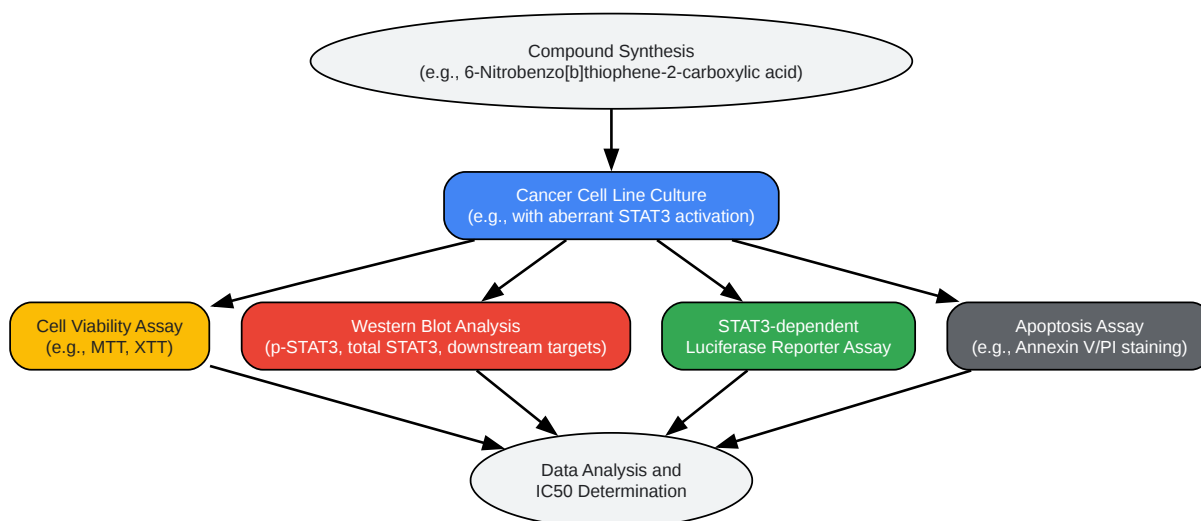 Compound Synthesis
(e.g., 6-Nitrobenzo[b]thiophene-2-carboxylic acid)
Cancer Cell Line Culture
(e.g., with aberrant STAT3 activation)
Cell Viability Assay
(e.g., MTT, XTT)
Western Blot Analysis
(p-STAT3, total STAT3, downstream targets)
STAT3-dependent
Luciferase Reporter Assay
Apoptosis Assay
(e.g., Annexin V/PI staining)
Data Analysis and
IC50 Determination